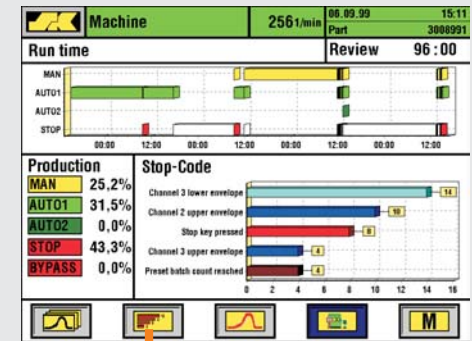 Machine
2561/min
06.09.99 15:11
Part 3008991
Run time
Review 96:00
MAN
AUTO1
AUTO2
STOP
00:00 12:00 00:00 12:00 00:00 12:00 00:00 12:00
Production
MAN 25,2%
AUTO1 31,5%
AUTO2 0,0%
STOP 43,3%
BYPASS 0,0%
Stop-Code
Channel 3 lower envelope 14
Channel 2 upper envelope 10
Stop key pressed 8
Channel 3 upper envelope 4
Preset batch count reached 4
0 2 4 6 8 10 12 14 16
M